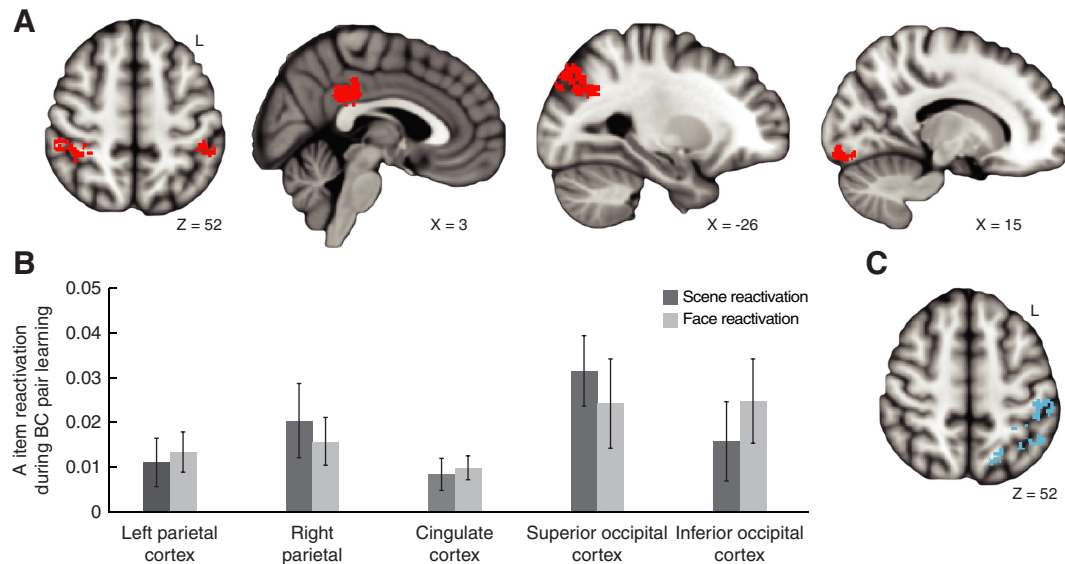 A
L
Z = 52
X = 3
X = -26
X = 15
B
A item reactivation
during BC pair learning
0.05
0.04
0.03
0.02
0.01
0
Scene reactivation
Face reactivation
Left parietal
cortex
Right
parietal
Cingulate
cortex
Superior occipital
cortex
Inferior occipital
cortex
C
L
Z = 52